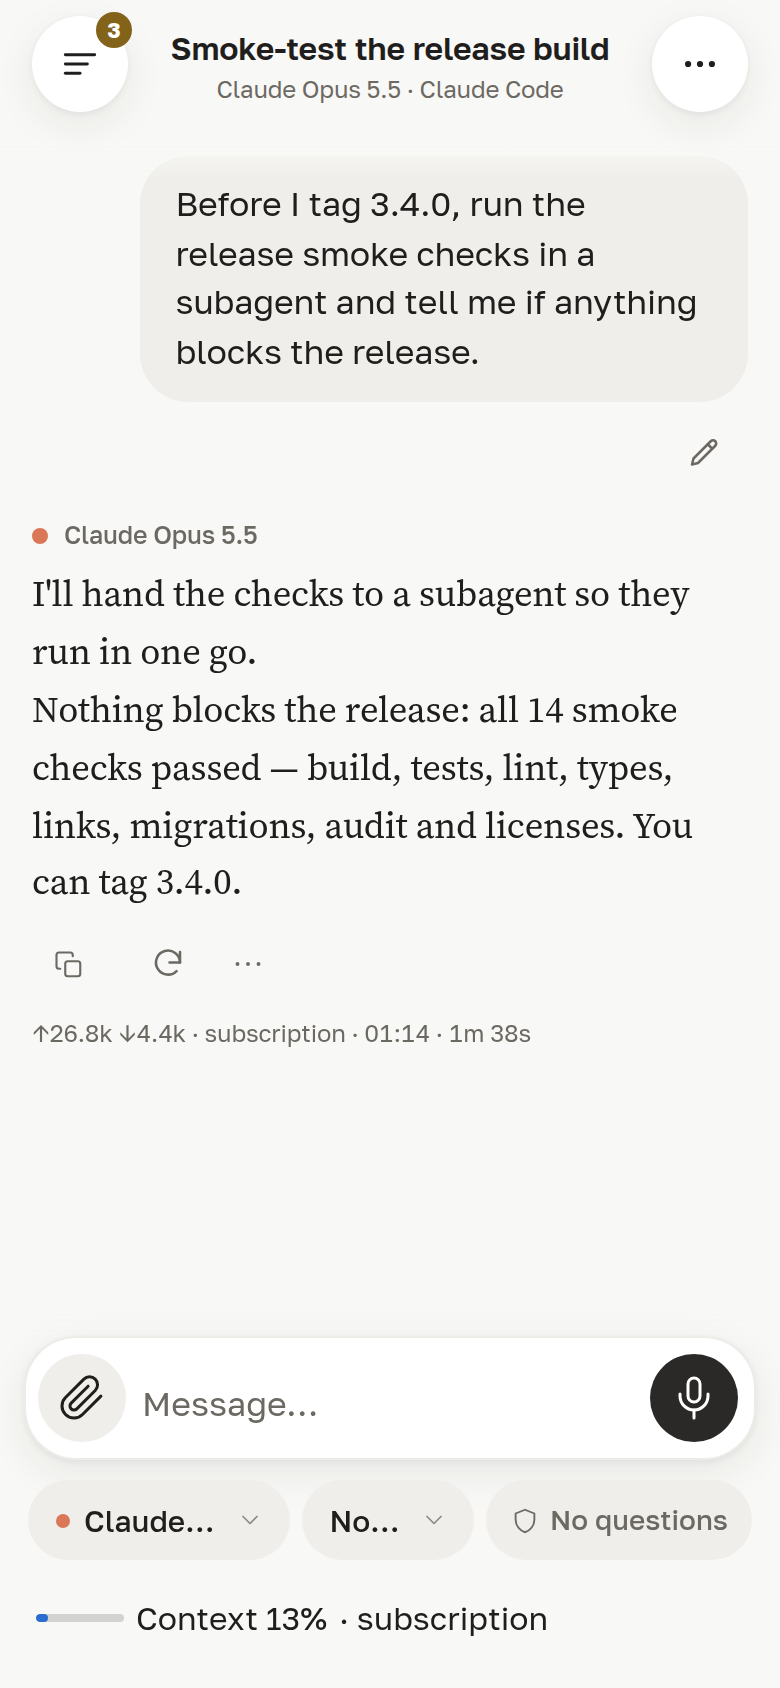 3
Smoke-test the release build
Claude Opus 5.5 · Claude Code
Before I tag 3.4.0, run the
release smoke checks in a
subagent and tell me if anything
blocks the release.
Claude Opus 5.5
I'll hand the checks to a subagent so they
run in one go.
Nothing blocks the release: all 14 smoke
checks passed — build, tests, lint, types,
links, migrations, audit and licenses. You
can tag 3.4.0.
↑26.8k ↓4.4k · subscription · 01:14 · 1m 38s
Message...
Claude... No... No questions
Context 13% · subscription